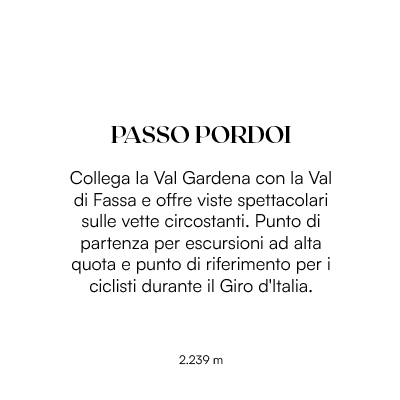 PASSO PORDOI
Collega la Val Gardena con la Val
di Fassa e offre viste spettacolari
sulle vette circostanti. Punto di
partenza per escursioni ad alta
quota e punto di riferimento per i
ciclisti durante il Giro d'Italia.
2.239 m